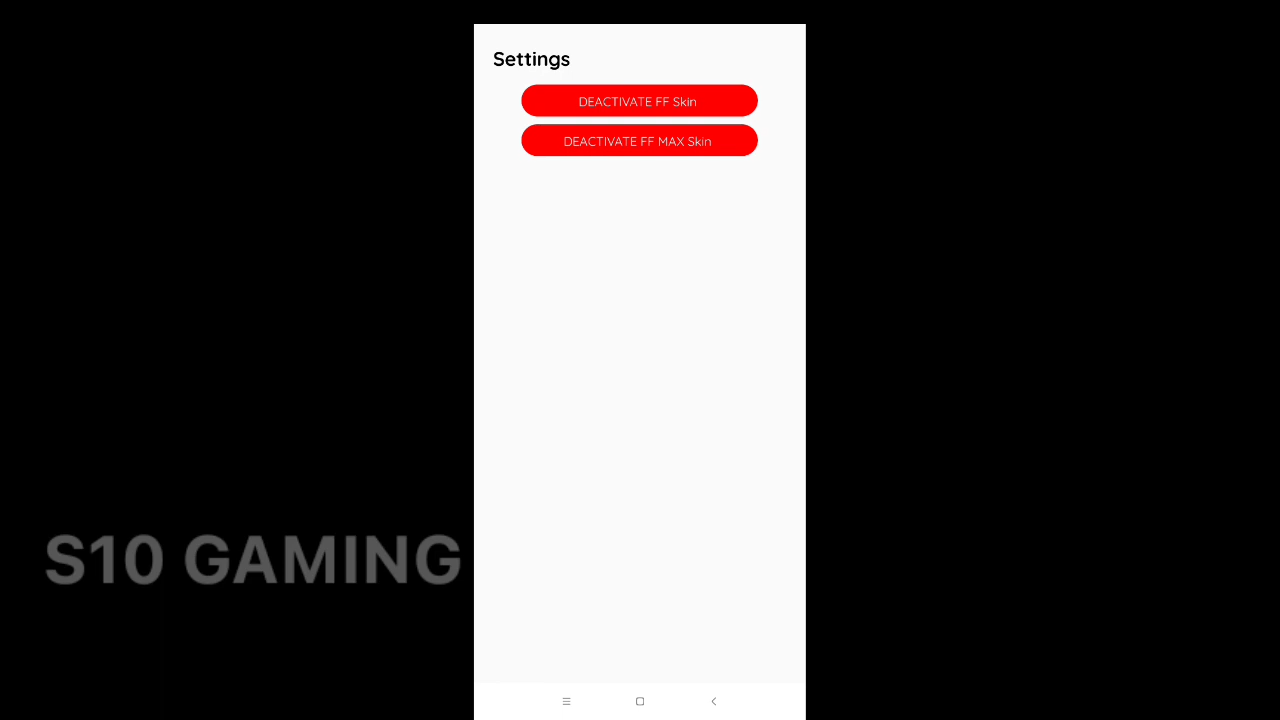 Settings
DEACTIVATE FF Skin
DEACTIVATE FF MAX Skin
S10 GAMING